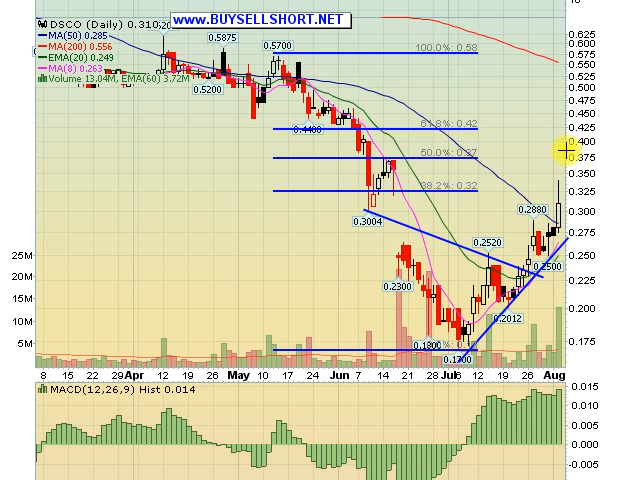 www.BUYSELLSHORT.NET
DSCO (Daily) 0.310
MA(50) 0.285
MA(200) 0.556
EMA(20) 0.249
MA(8) 0.263
Volume 13.04M, EMA(60) 3.72M
0.5875
0.5700
0.5200
0.4400
0.3004
0.2300
0.1800
0.1700
0.2520
0.2012
0.2880
0.2500
100.0%: 0.58
61.8%: 0.42
50.0%: 0.37
38.2%: 0.32
0.625
0.600
0.575
0.550
0.525
0.500
0.475
0.450
0.425
0.400
0.375
0.350
0.325
0.300
0.275
0.250
0.225
0.200
0.175
25M
20M
15M
10M
5M
8 15 22 29 Apr 12 19 26 May 10 17 24 Jun 7 14 21 28 Jul 6 12 19 26 Aug
MACD(12,26,9) Hist 0.014
0.015
0.010
0.005
0.000
-0.005